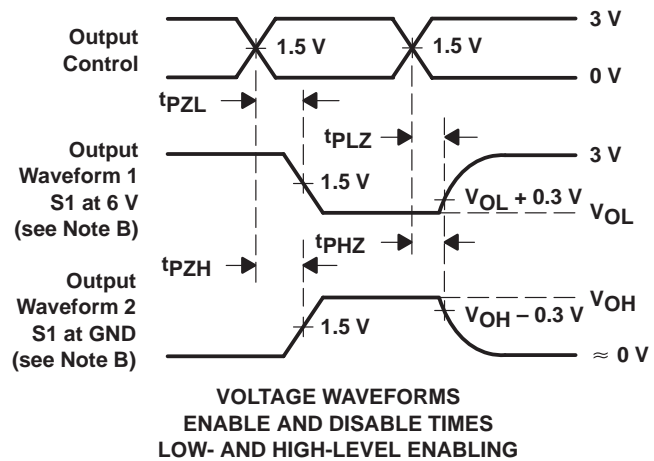 Output
Control
1.5 V
1.5 V
3 V
0 V
tPZL
tPLZ
Output
Waveform 1
S1 at 6 V
(see Note B)
1.5 V
3 V
VOL + 0.3 V
VOL
tPZH
tPHZ
Output
Waveform 2
S1 at GND
(see Note B)
1.5 V
VOH
VOH – 0.3 V
≈ 0 V
VOLTAGE WAVEFORMS
ENABLE AND DISABLE TIMES
LOW- AND HIGH-LEVEL ENABLING